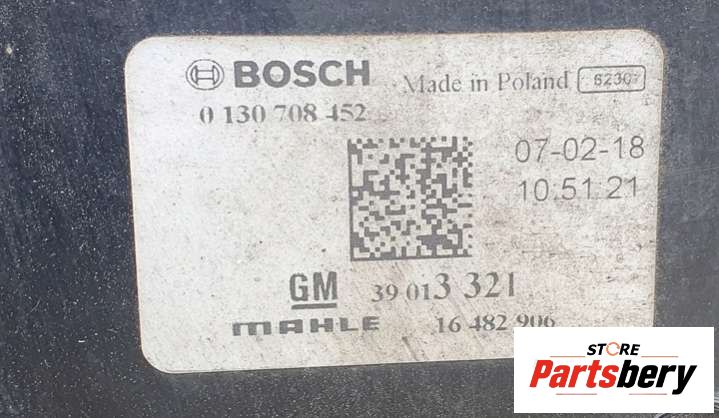 BOSCH Made in Poland 62307
0 130 708 452
07-02-18
10.51.21
GM 39 013 321
MAHLE 16 482 906
STORE
Partsbery